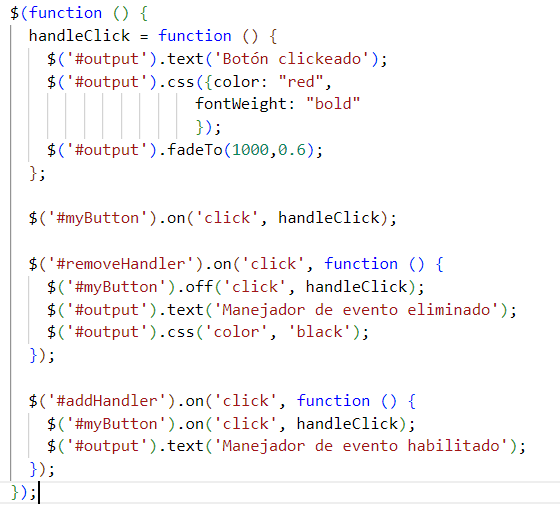 $(function () {
  handleClick = function () {
    $('#output').text('Botón clickeado');
    $('#output').css({color: "red",
                    fontWeight: "bold"
                    });
    $('#output').fadeTo(1000,0.6);
  };

  $('#myButton').on('click', handleClick);

  $('#removeHandler').on('click', function () {
    $('#myButton').off('click', handleClick);
    $('#output').text('Manejador de evento eliminado');
    $('#output').css('color', 'black');
  });

  $('#addHandler').on('click', function () {
    $('#myButton').on('click', handleClick);
    $('#output').text('Manejador de evento habilitado');
  });
});